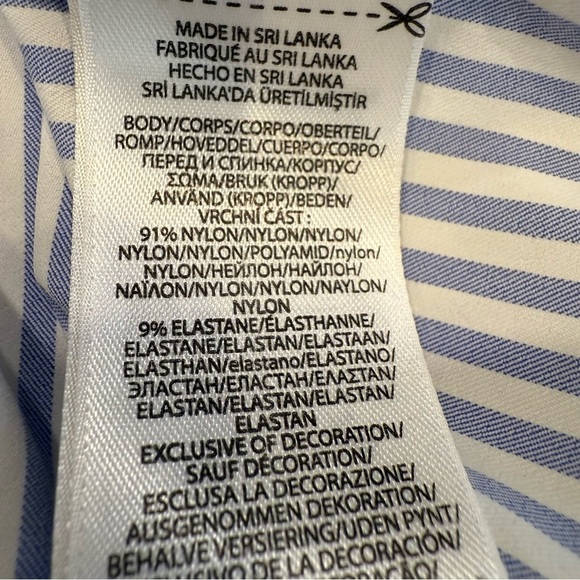 MADE IN SRI LANKA
FABRIQUÉ AU SRI LANKA
HECHO EN SRI LANKA
SRİ LANKA'DA ÜRETİLMİŞTİR
BODY/CORPS/CORPO/OBERTEIL/
ROMP/HOVEDDEL/CUERPO/CORPO/
ПЕРЕД И СПИНКА/КОРПУС/
ΣΩΜΑ/BRUK (KROPP)/
ANVÄND (KROPP)/BEDEN/
VRCHNÍ ČÁST :
91% NYLON/NYLON/NYLON/
NYLON/NYLON/POLYAMID/nylon/
NYLON/НЕЙЛОН/НАЙЛОН/
ΝΑΪΛΟΝ/NYLON/NYLON/NAYLON/
NYLON
9% ELASTANE/ÉLASTHANNE/
ELASTANE/ELASTAN/ELASTAAN/
ELASTHAN/elastano/ELASTANO/
ЭЛАСТАН/ЕЛАСТАН/ΕΛΑΣΤΑΝ/
ELASTAN/ELASTAN/ELASTAN/
ELASTAN
EXCLUSIVE OF DECORATION/
SAUF DÉCORATION/
ESCLUSA LA DECORAZIONE/
AUSGENOMMEN DEKORATION/
BEHALVE VERSIERING/UDEN PYNT/
DE LA DECORACIÓN/